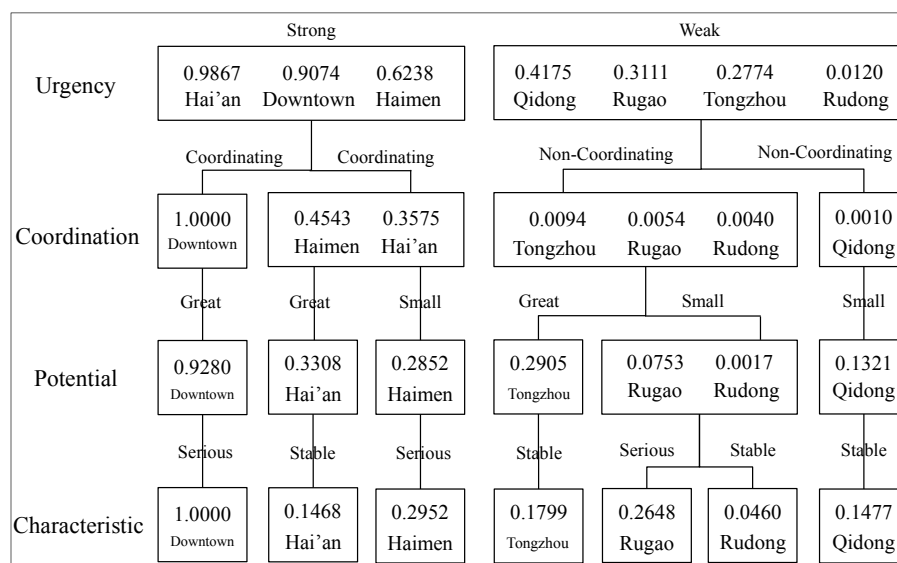 Strong Weak
Urgency
0.9867 0.9074 0.6238 0.4175 0.3111 0.2774 0.0120
Hai’an Downtown Haimen Qidong Rugao Tongzhou Rudong
Coordinating Coordinating Non-Coordinating Non-Coordinating
Coordination
1.0000 0.4543 0.3575 0.0094 0.0054 0.0040 0.0010
Downtown Haimen Hai’an Tongzhou Rugao Rudong Qidong
Great Great Small Great Small Small
Potential
0.9280 0.3308 0.2852 0.2905 0.0753 0.0017 0.1321
Downtown Hai’an Haimen Tongzhou Rugao Rudong Qidong
Serious Stable Serious Stable Serious Stable Stable
Characteristic
1.0000 0.1468 0.2952 0.1799 0.2648 0.0460 0.1477
Downtown Hai’an Haimen Tongzhou Rugao Rudong Qidong